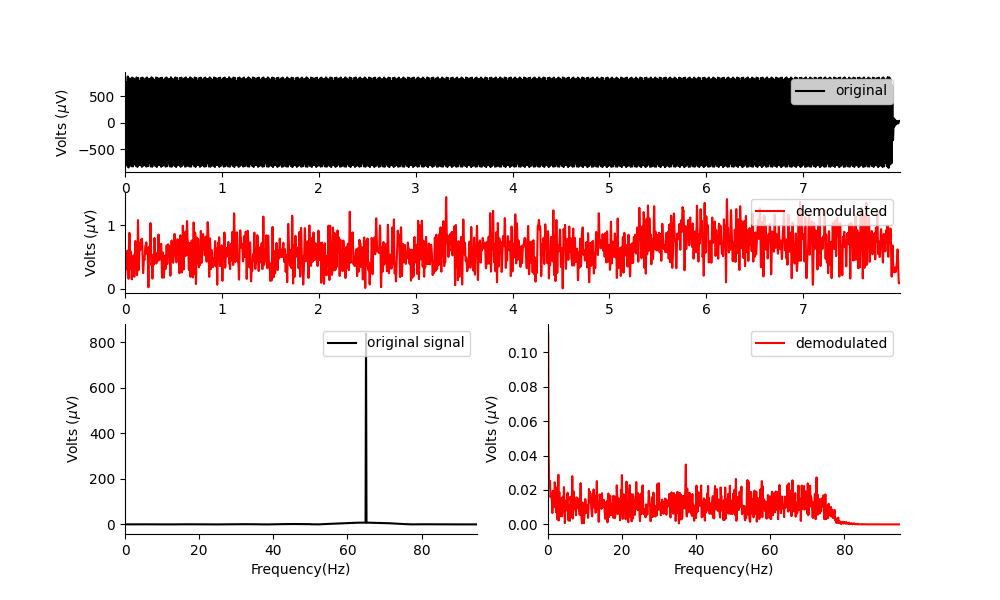 Volts (μV)
500
0
−500
original
0 1 2 3 4 5 6 7
Volts (μV)
1
0
demodulated
0 1 2 3 4 5 6 7
Volts (μV)
800
600
400
200
0
original signal
0 20 40 60 80
Frequency(Hz)
Volts (μV)
0.10
0.08
0.06
0.04
0.02
0.00
demodulated
0 20 40 60 80
Frequency(Hz)